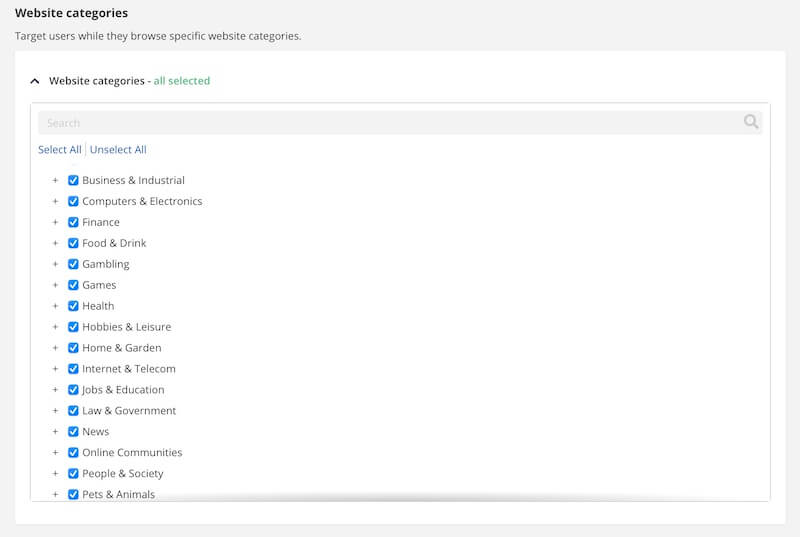 Website categories
Target users while they browse specific website categories.
Website categories - all selected
Search
Select All | Unselect All
+ Business & Industrial
+ Computers & Electronics
+ Finance
+ Food & Drink
+ Gambling
+ Games
+ Health
+ Hobbies & Leisure
+ Home & Garden
+ Internet & Telecom
+ Jobs & Education
+ Law & Government
+ News
+ Online Communities
+ People & Society
+ Pets & Animals